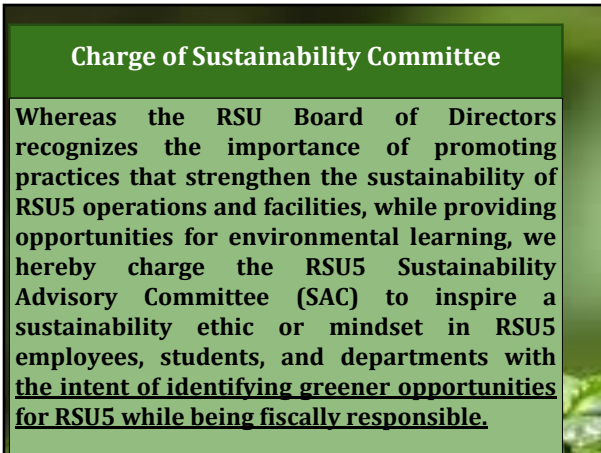 Charge of Sustainability Committee
Whereas the RSU Board of Directors
recognizes the importance of promoting
practices that strengthen the sustainability of
RSU5 operations and facilities, while providing
opportunities for environmental learning, we
hereby charge the RSU5 Sustainability
Advisory Committee (SAC) to inspire a
sustainability ethic or mindset in RSU5
employees, students, and departments with
the intent of identifying greener opportunities
for RSU5 while being fiscally responsible.